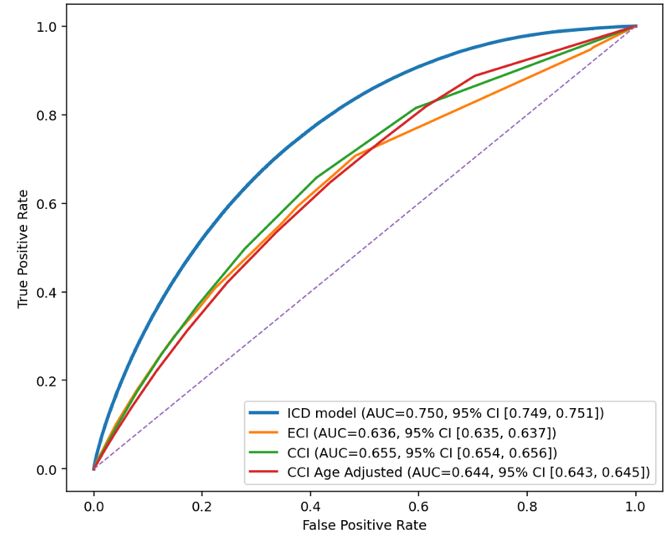 1.0
0.8
0.6
0.4
0.2
0.0
True Positive Rate
ICD model (AUC=0.750, 95% CI [0.749, 0.751])
ECI (AUC=0.636, 95% CI [0.635, 0.637])
CCI (AUC=0.655, 95% CI [0.654, 0.656])
CCI Age Adjusted (AUC=0.644, 95% CI [0.643, 0.645])
0.0 0.2 0.4 0.6 0.8 1.0
False Positive Rate